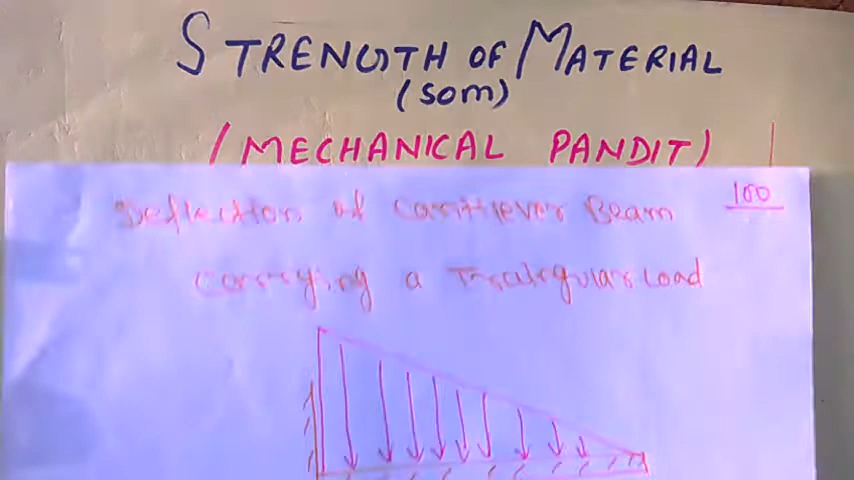 STRENGTH OF MATERIAL
(SOM)
(MECHANICAL PANDIT)
100
Deflection of Cantilever Beam
Carrying a Triangular Load